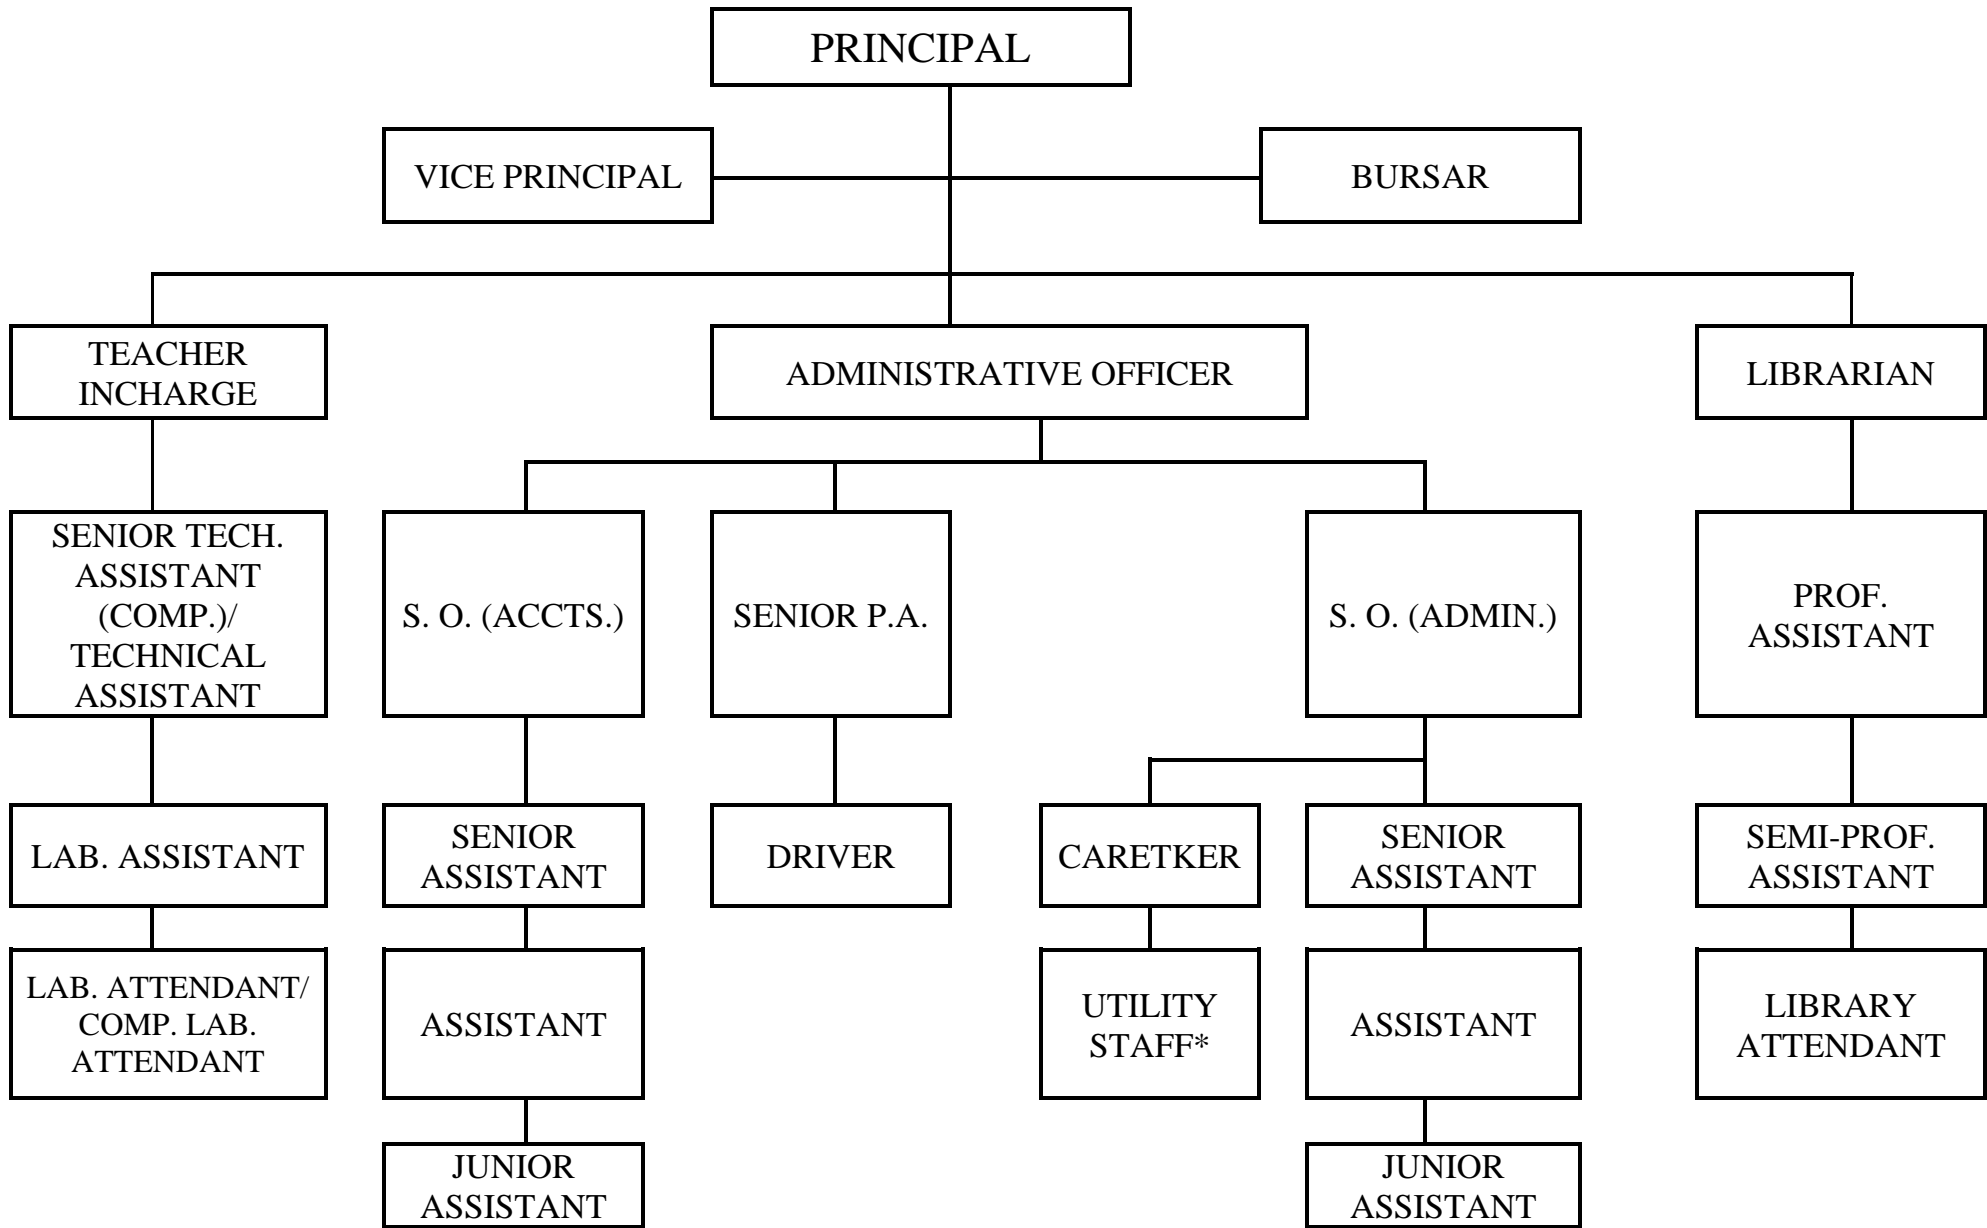 PRINCIPAL
VICE PRINCIPAL
BURSAR
TEACHER
INCHARGE
ADMINISTRATIVE OFFICER
LIBRARIAN
SENIOR TECH.
ASSISTANT
(COMP.)/
TECHNICAL
ASSISTANT
S. O. (ACCTS.)
SENIOR P.A.
S. O. (ADMIN.)
PROF.
ASSISTANT
LAB. ASSISTANT
SENIOR
ASSISTANT
DRIVER
CARETKER
SENIOR
ASSISTANT
SEMI-PROF.
ASSISTANT
LAB. ATTENDANT/
COMP. LAB.
ATTENDANT
ASSISTANT
UTILITY
STAFF*
ASSISTANT
LIBRARY
ATTENDANT
JUNIOR
ASSISTANT
JUNIOR
ASSISTANT